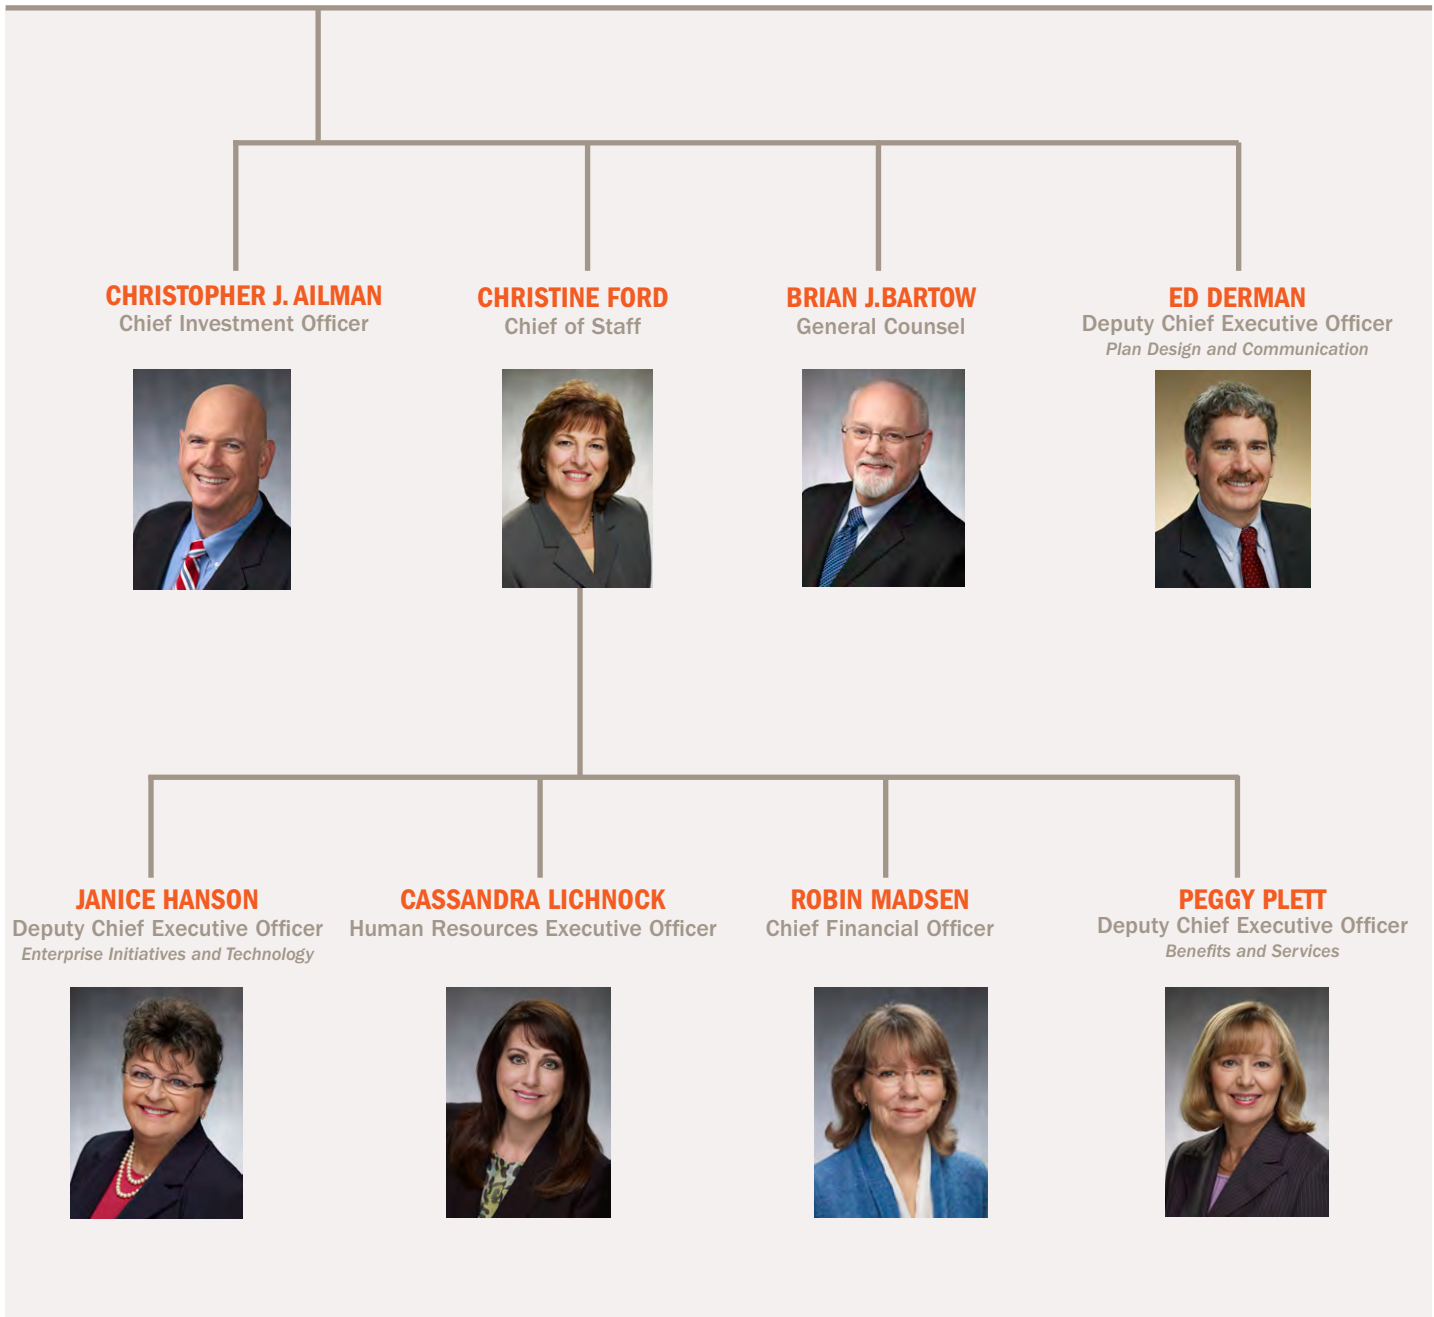 CHRISTOPHER J. AILMAN
Chief Investment Officer
CHRISTINE FORD
Chief of Staff
BRIAN J.BARTOW
General Counsel
ED DERMAN
Deputy Chief Executive Officer
Plan Design and Communication
JANICE HANSON
Deputy Chief Executive Officer
Enterprise Initiatives and Technology
CASSANDRA LICHNOCK
Human Resources Executive Officer
ROBIN MADSEN
Chief Financial Officer
PEGGY PLETT
Deputy Chief Executive Officer
Benefits and Services